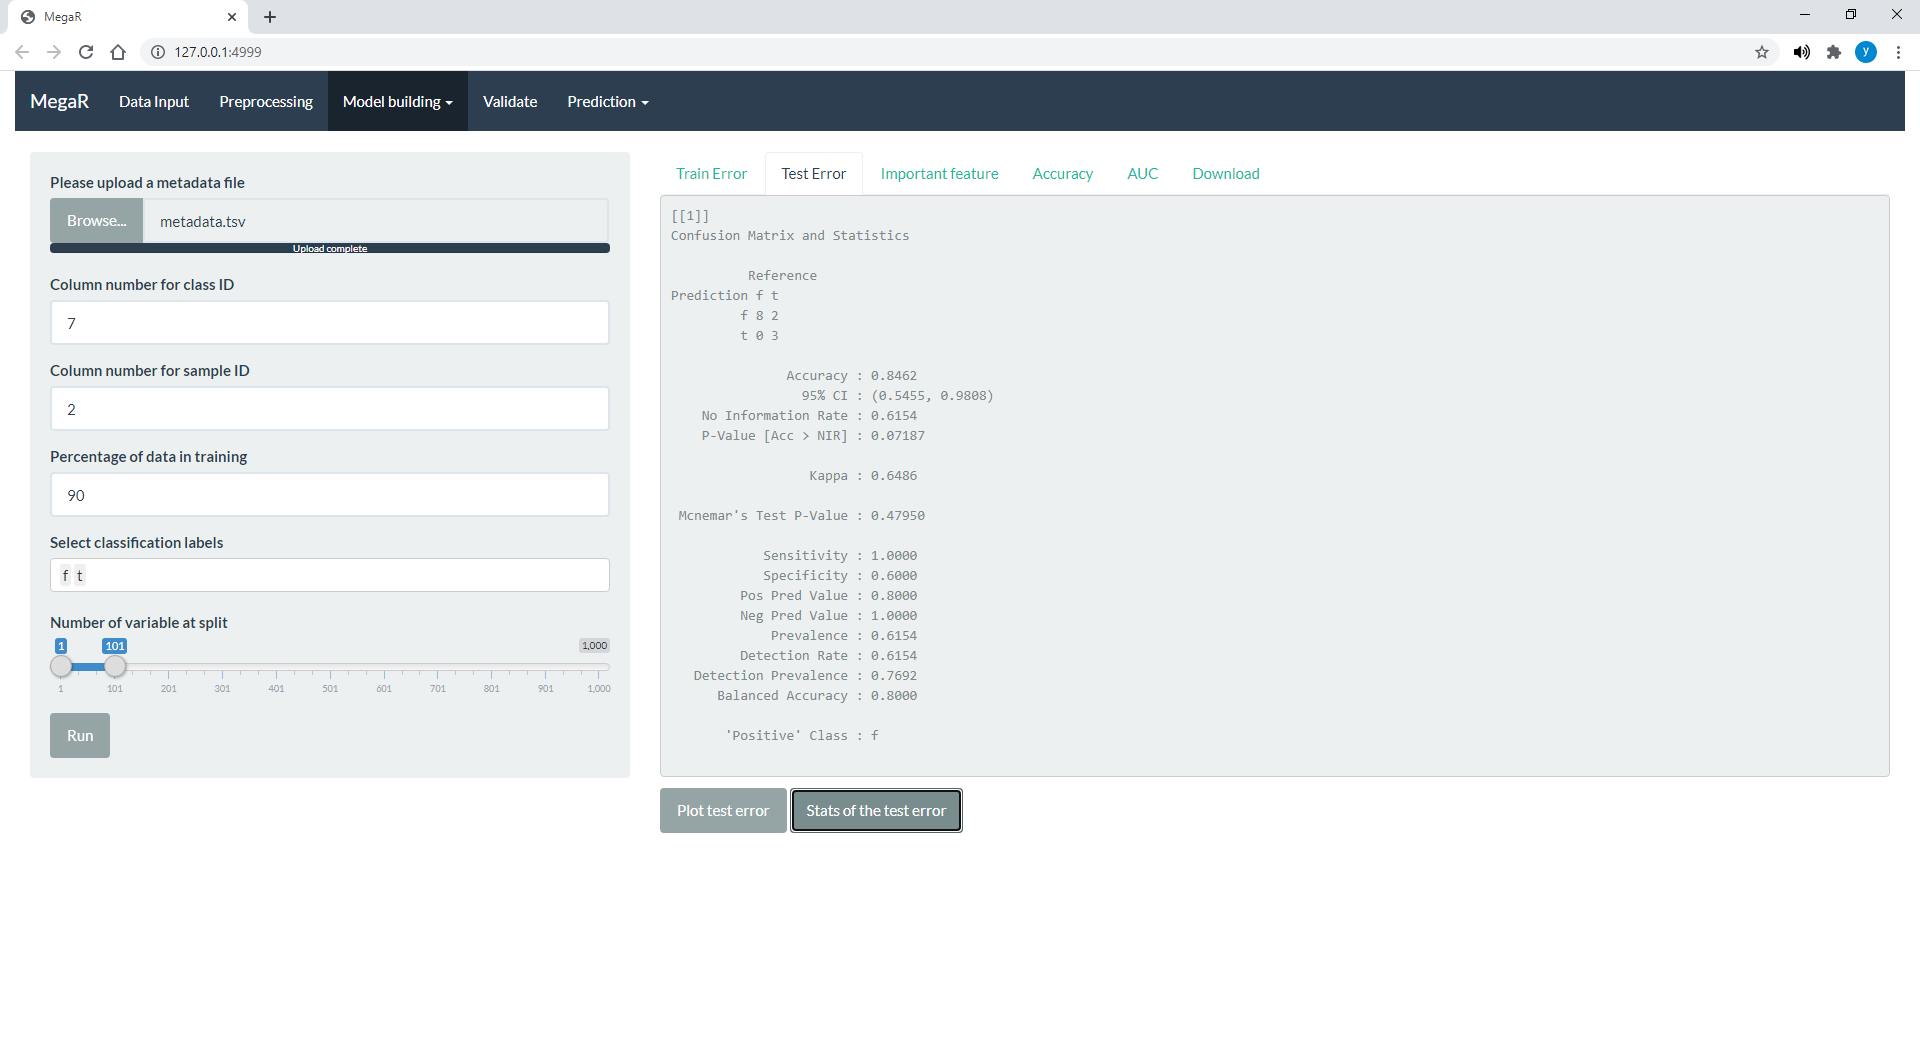 MegaR
127.0.0.1:4999
y
MegaR Data Input Preprocessing Model building Validate Prediction
Please upload a metadata file
Browse... metadata.tsv
Upload complete
Column number for class ID
7
Column number for sample ID
2
Percentage of data in training
90
Select classification labels
f t
Number of variable at split
1 101 1,000
1 101 201 301 401 501 601 701 801 901 1,000
Run
Train Error Test Error Important feature Accuracy AUC Download
[[1]]
Confusion Matrix and Statistics
Reference
Prediction f t
f 8 2
t 0 3
Accuracy : 0.8462
95% CI : (0.5455, 0.9808)
No Information Rate : 0.6154
P-Value [Acc > NIR] : 0.07187
Kappa : 0.6486
Mcnemar's Test P-Value : 0.47950
Sensitivity : 1.0000
Specificity : 0.6000
Pos Pred Value : 0.8000
Neg Pred Value : 1.0000
Prevalence : 0.6154
Detection Rate : 0.6154
Detection Prevalence : 0.7692
Balanced Accuracy : 0.8000
'Positive' Class : f
Plot test error Stats of the test error